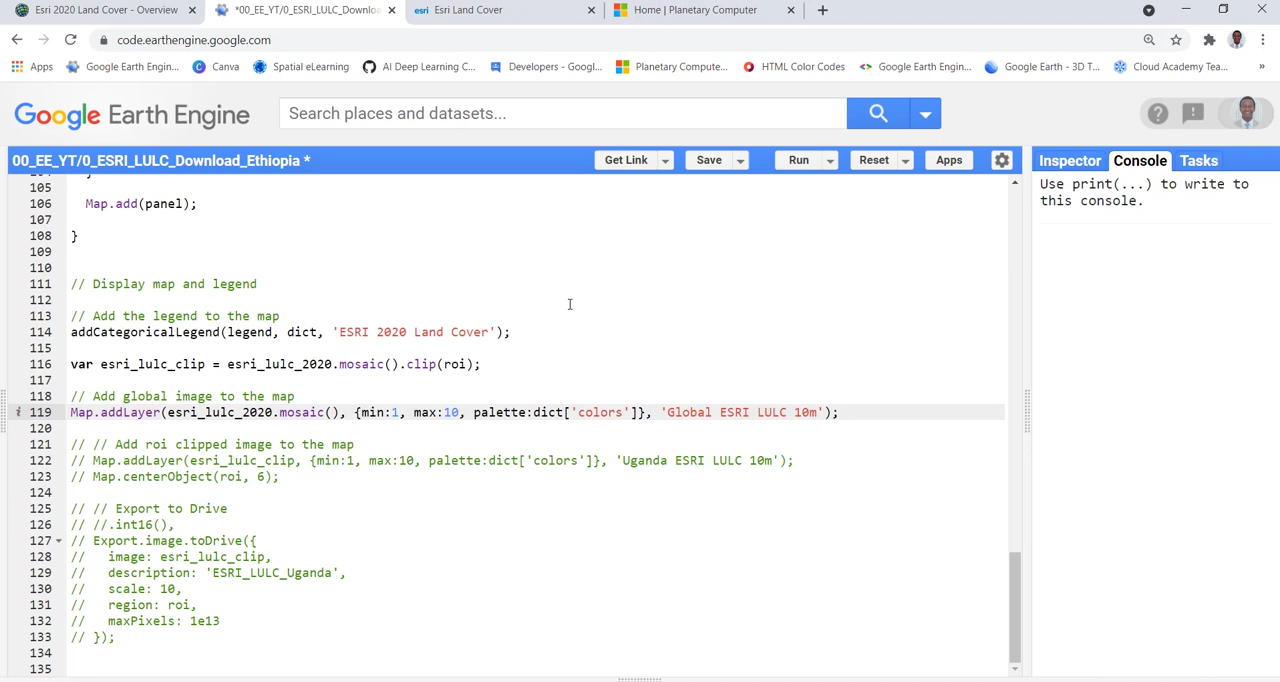 Esri 2020 Land Cover - Overview
*00_EE_YT/0_ESRI_LULC_Downloa
esri Esri Land Cover
Home | Planetary Computer
code.earthengine.google.com
Apps Google Earth Engin... Canva Spatial eLearning AI Deep Learning C... Developers - Googl... Planetary Compute... HTML Color Codes Google Earth Engin... Google Earth - 3D T... Cloud Academy Tea... »
Google Earth Engine
Search places and datasets...
00_EE_YT/0_ESRI_LULC_Download_Ethiopia *
Get Link Save Run Reset Apps
Inspector Console Tasks
Use print(...) to write to
this console.
105
106 Map.add(panel);
107
108 }
109
110
111 // Display map and legend
112
113 // Add the legend to the map
114 addCategoricalLegend(legend, dict, 'ESRI 2020 Land Cover');
115
116 var esri_lulc_clip = esri_lulc_2020.mosaic().clip(roi);
117
118 // Add global image to the map
i 119 Map.addLayer(esri_lulc_2020.mosaic(), {min:1, max:10, palette:dict['colors']}, 'Global ESRI LULC 10m');
120
121 // // Add roi clipped image to the map
122 // Map.addLayer(esri_lulc_clip, {min:1, max:10, palette:dict['colors']}, 'Uganda ESRI LULC 10m');
123 // Map.centerObject(roi, 6);
124
125 // // Export to Drive
126 // //.int16(),
127 // Export.image.toDrive({
128 // image: esri_lulc_clip,
129 // description: 'ESRI_LULC_Uganda',
130 // scale: 10,
131 // region: roi,
132 // maxPixels: 1e13
133 // });
134
135